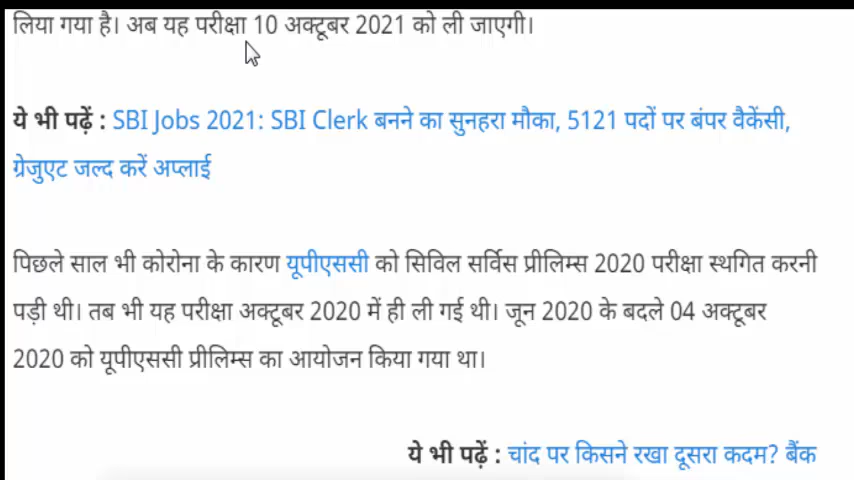 लिया गया है। अब यह परीक्षा 10 अक्टूबर 2021 को ली जाएगी।
ये भी पढ़ें : SBI Jobs 2021: SBI Clerk बनने का सुनहरा मौका, 5121 पदों पर बंपर वैकेंसी,
ग्रेजुएट जल्द करें अप्लाई
पिछले साल भी कोरोना के कारण यूपीएससी को सिविल सर्विस प्रीलिम्स 2020 परीक्षा स्थगित करनी
पड़ी थी। तब भी यह परीक्षा अक्टूबर 2020 में ही ली गई थी। जून 2020 के बदले 04 अक्टूबर
2020 को यूपीएससी प्रीलिम्स का आयोजन किया गया था।
ये भी पढ़ें : चांद पर किसने रखा दूसरा कदम? बैंक